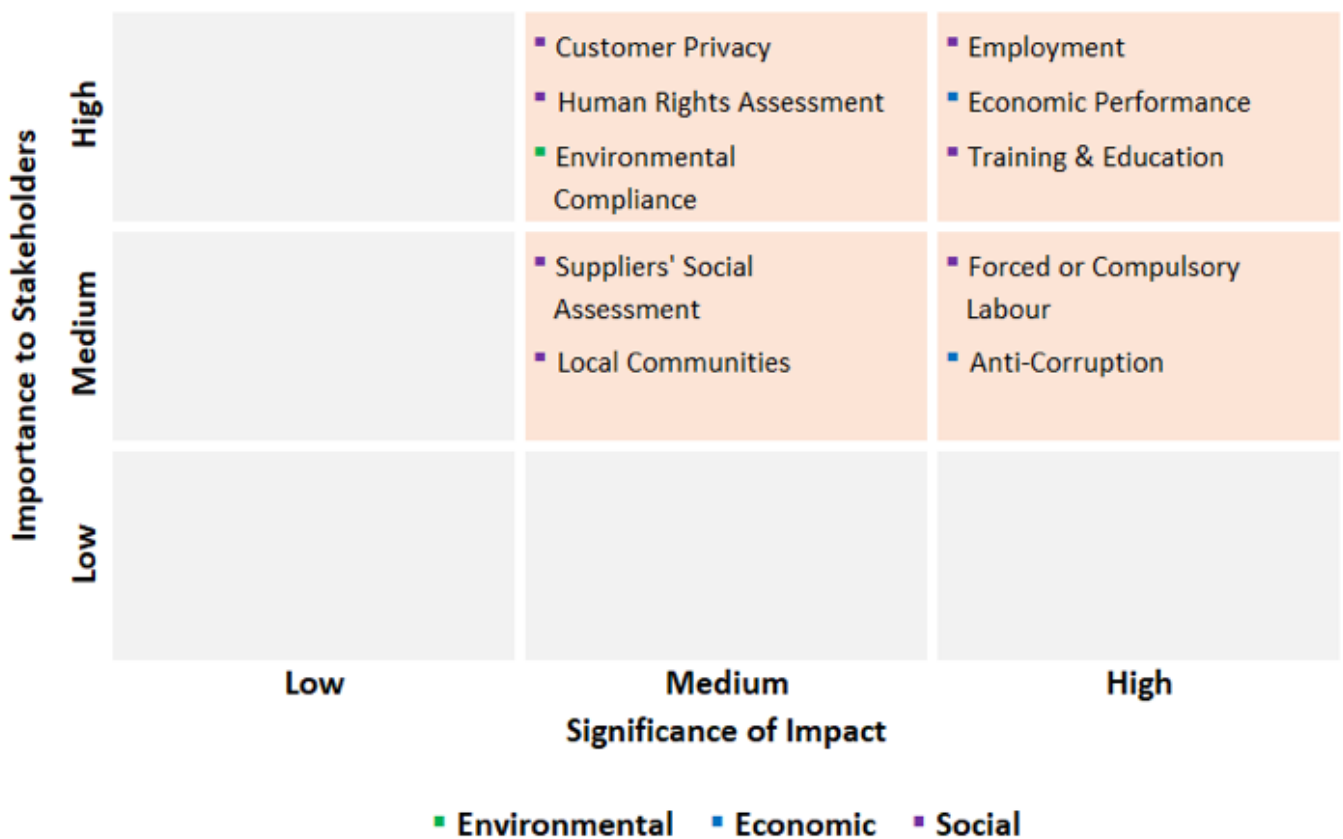 Importance to Stakeholders
High
Customer Privacy
Human Rights Assessment
Environmental
Compliance
Employment
Economic Performance
Training & Education
Medium
Suppliers' Social
Assessment
Local Communities
Forced or Compulsory
Labour
Anti-Corruption
Low
Low Medium High
Significance of Impact
Environmental Economic Social